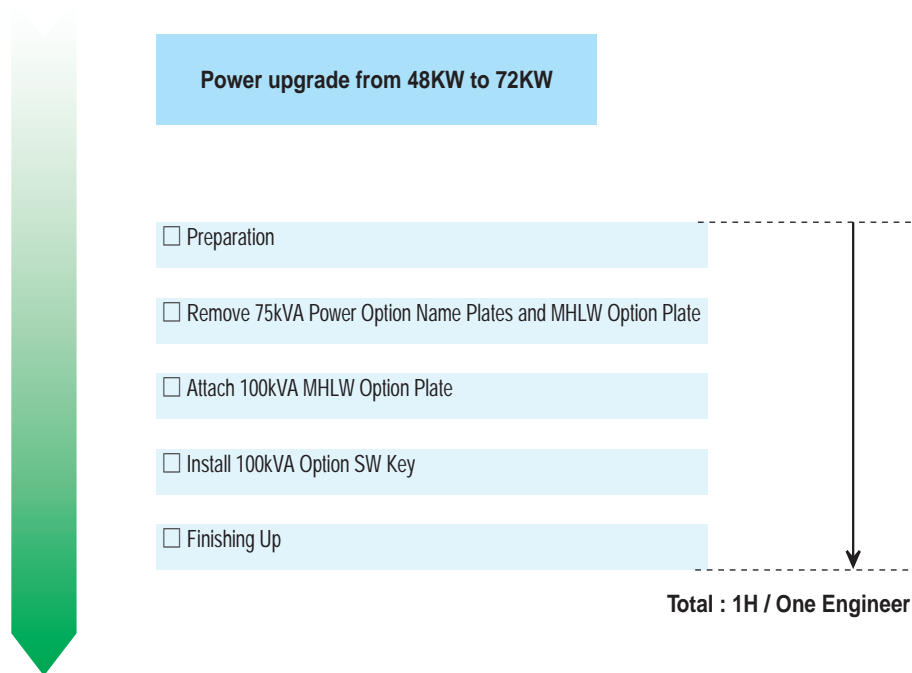 Power upgrade from 48KW to 72KW
☐ Preparation
☐ Remove 75kVA Power Option Name Plates and MHLW Option Plate
☐ Attach 100kVA MHLW Option Plate
☐ Install 100kVA Option SW Key
☐ Finishing Up
Total : 1H / One Engineer